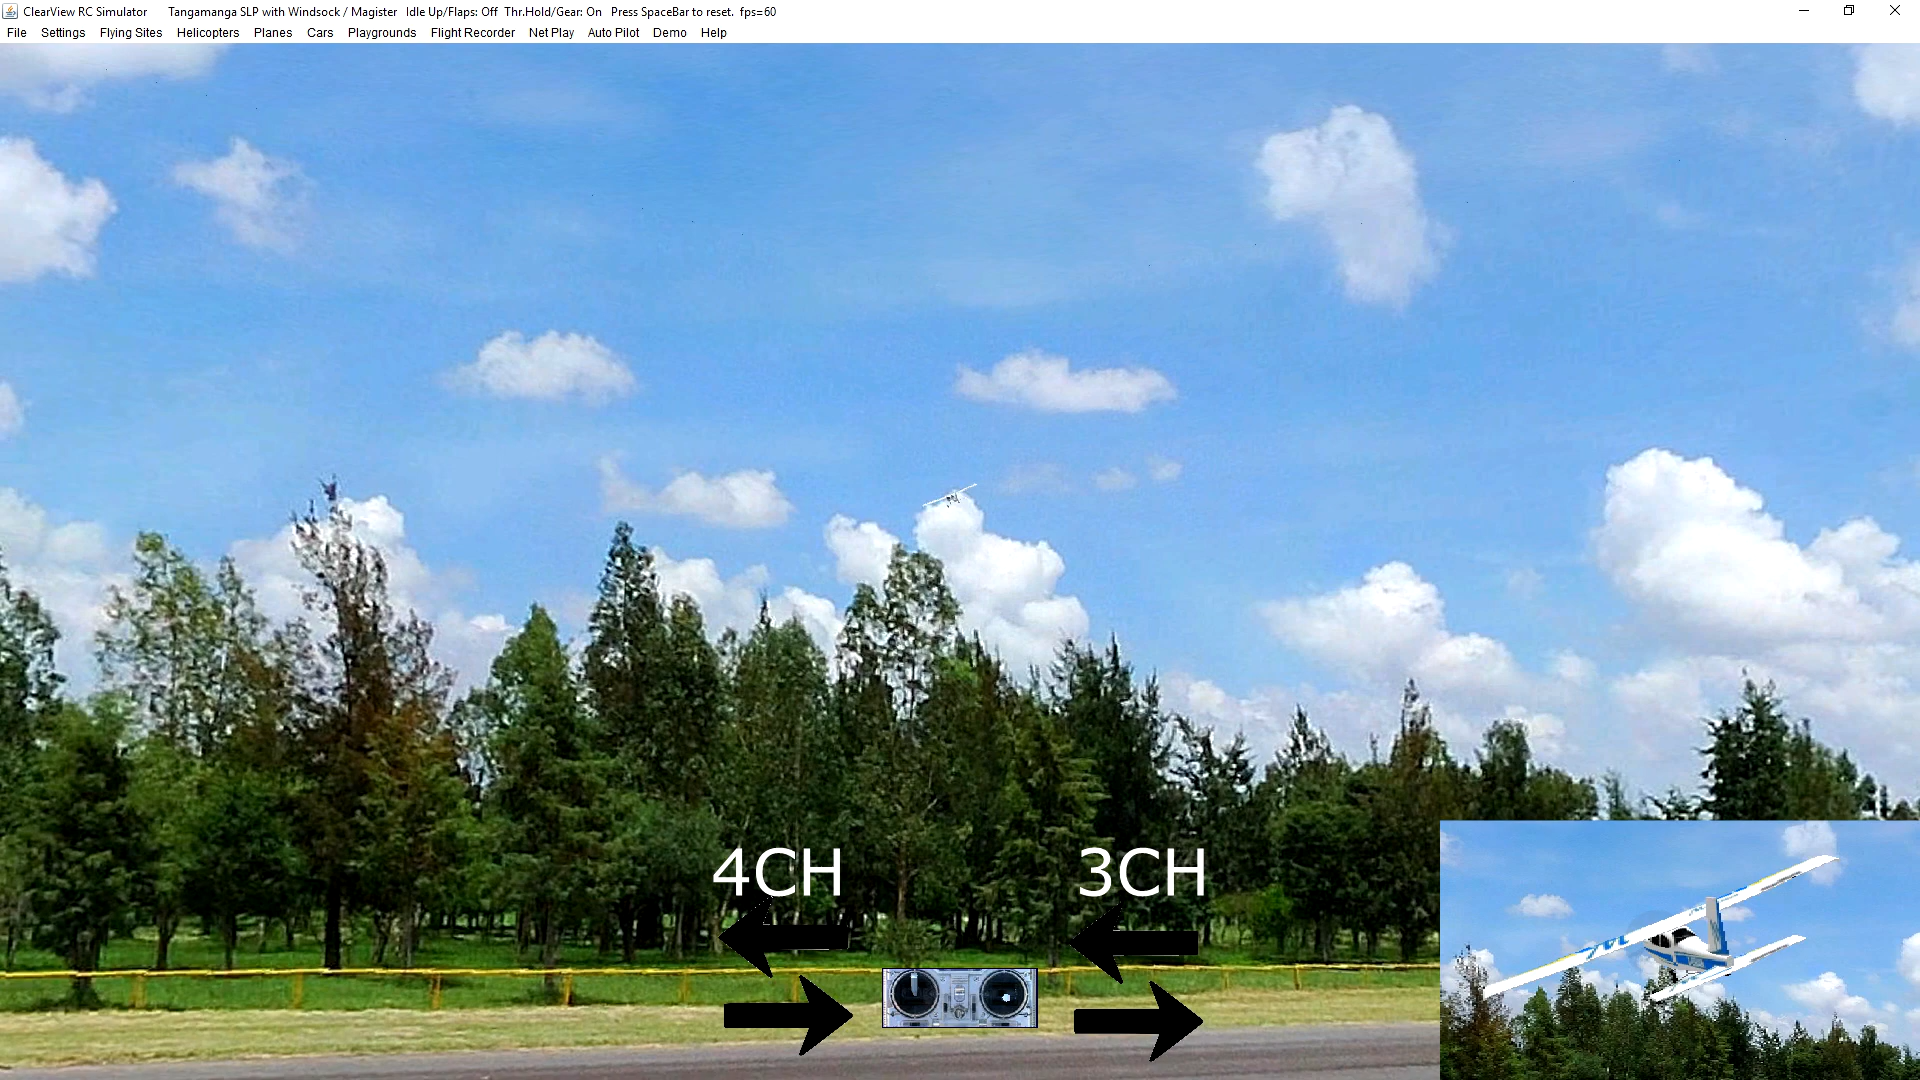 ClearView RC Simulator Tangamanga SLP with Windsock / Magister Idle Up/Flaps: Off Thr.Hold/Gear: On Press SpaceBar to reset. fps=60
File Settings Flying Sites Helicopters Planes Cars Playgrounds Flight Recorder Net Play Auto Pilot Demo Help
4CH 3CH